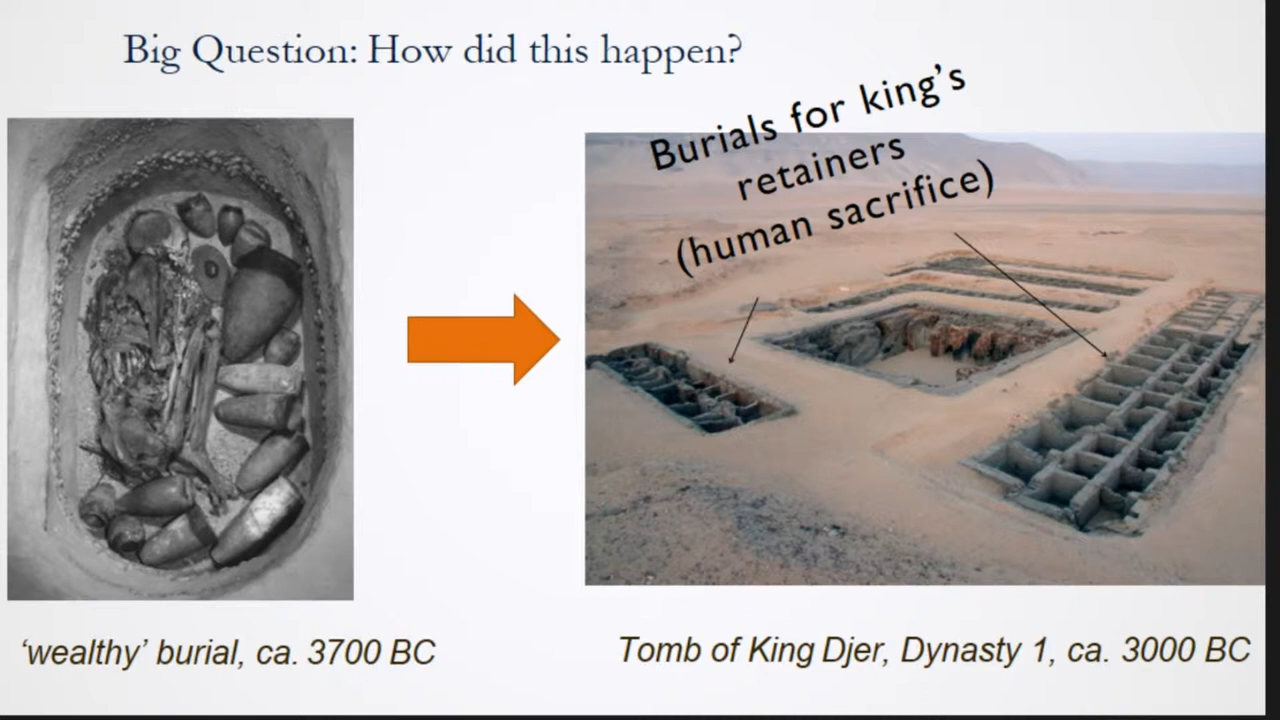 Big Question: How did this happen?
Burials for king's
retainers
(human sacrifice)
'wealthy' burial, ca. 3700 BC
Tomb of King Djer, Dynasty 1, ca. 3000 BC